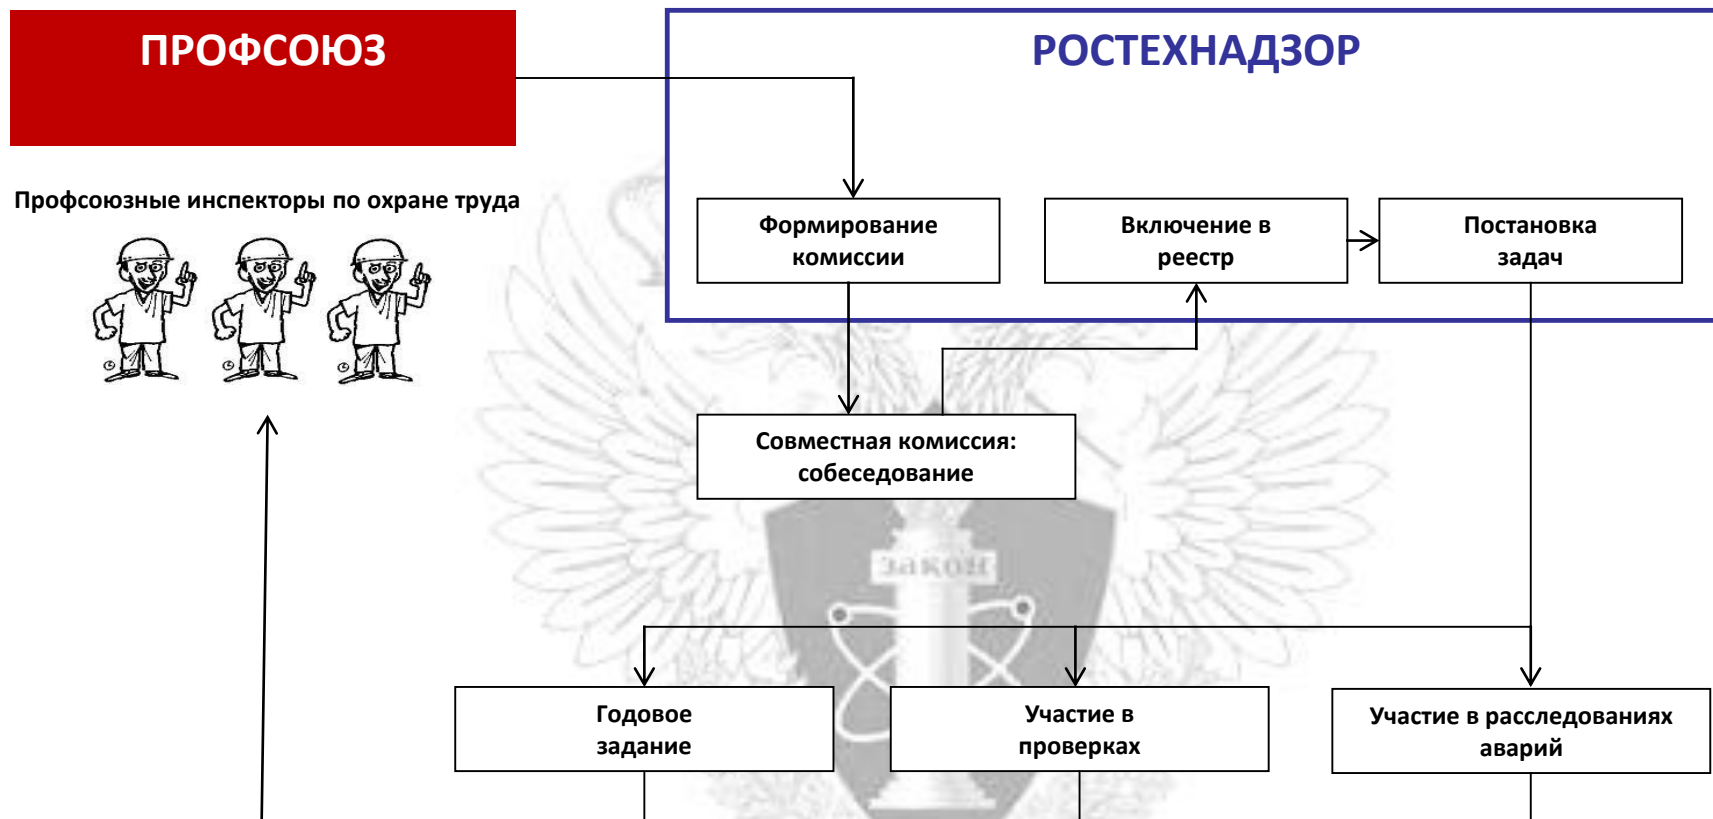 ПРОФСОЮЗ
РОСТЕХНАДЗОР
Профсоюзные инспекторы по охране труда
Формирование
комиссии
Включение в
реестр
Постановка
задач
Совместная комиссия:
собеседование
закон
Годовое
задание
Участие в
проверках
Участие в расследованиях
аварий